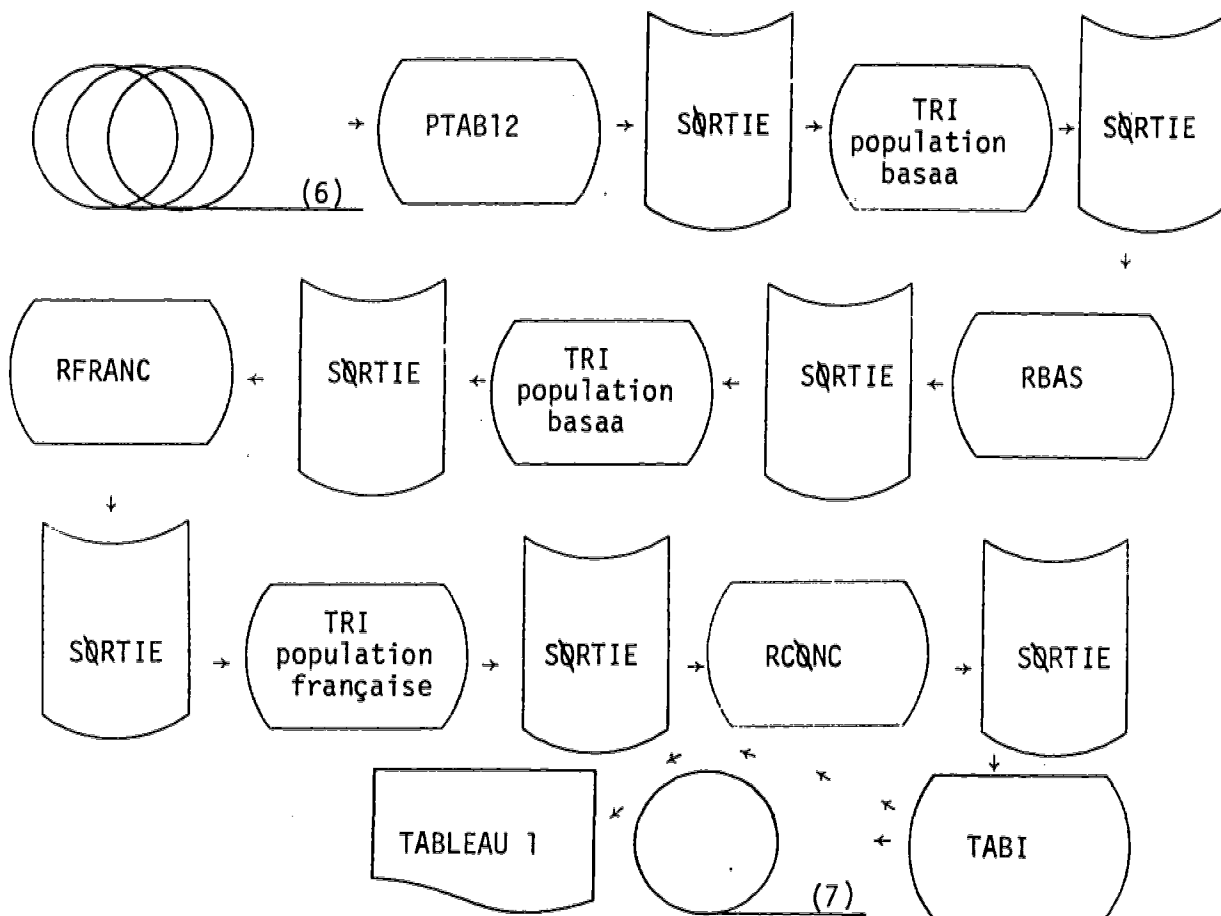 (6)
PTAB12
SØRTIE
TRI
population
basaa
SØRTIE
RBAS
SØRTIE
TRI
population
basaa
SØRTIE
RFRANC
SØRTIE
TRI
population
française
SØRTIE
RCØNC
SØRTIE
TABI
(7)
TABLEAU 1